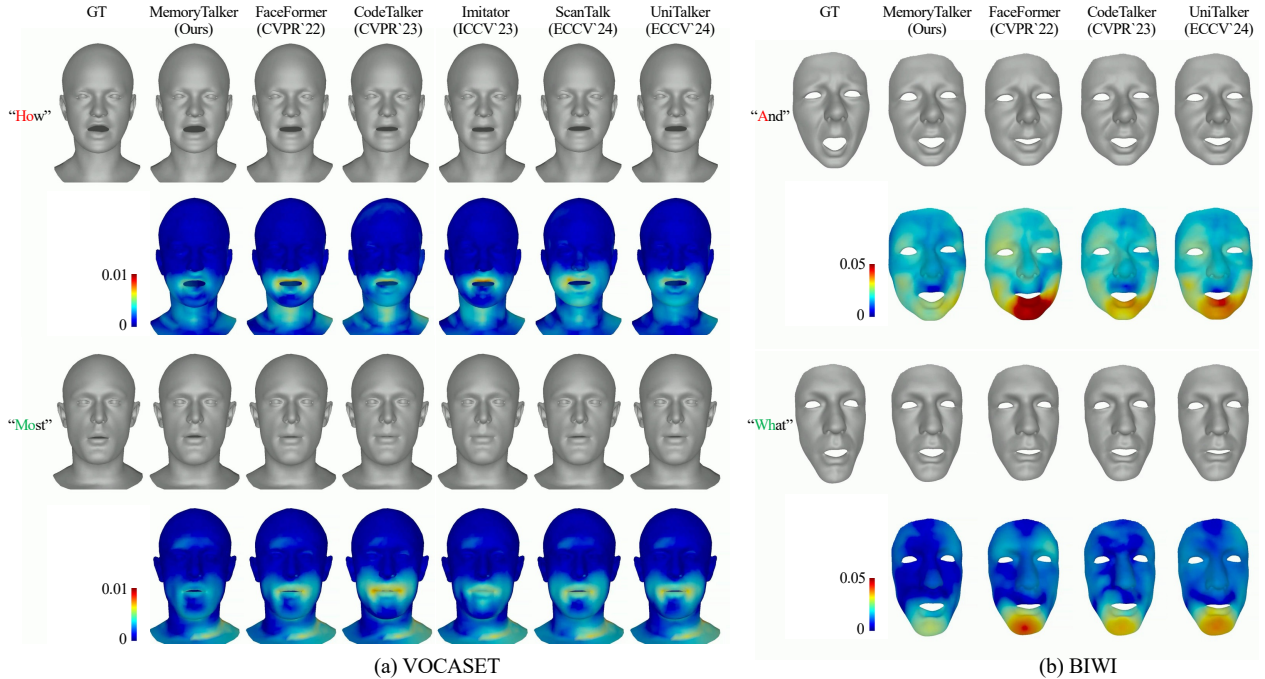 GT MemoryTalker FaceFormer CodeTalker Imitator ScanTalk UniTalker
(Ours) (CVPR`22) (CVPR`23) (ICCV`23) (ECCV`24) (ECCV`24)
“How”
0.01
0
“Most”
0.01
0
(a) VOCASET
GT MemoryTalker FaceFormer CodeTalker UniTalker
(Ours) (CVPR`22) (CVPR`23) (ECCV`24)
“And”
0.05
0
“What”
0.05
0
(b) BIWI